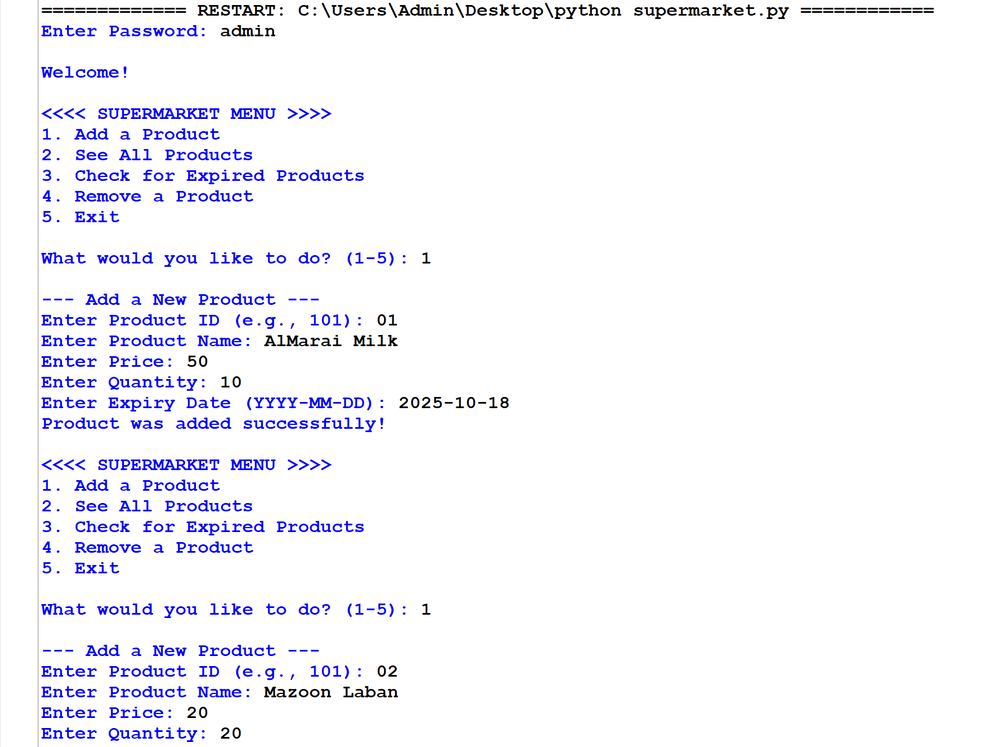 ============= RESTART: C:\Users\Admin\Desktop\python supermarket.py ============
Enter Password: admin
Welcome!
<<<< SUPERMARKET MENU >>>>
1. Add a Product
2. See All Products
3. Check for Expired Products
4. Remove a Product
5. Exit
What would you like to do? (1-5): 1
--- Add a New Product ---
Enter Product ID (e.g., 101): 01
Enter Product Name: AlMarai Milk
Enter Price: 50
Enter Quantity: 10
Enter Expiry Date (YYYY-MM-DD): 2025-10-18
Product was added successfully!
<<<< SUPERMARKET MENU >>>>
1. Add a Product
2. See All Products
3. Check for Expired Products
4. Remove a Product
5. Exit
What would you like to do? (1-5): 1
--- Add a New Product ---
Enter Product ID (e.g., 101): 02
Enter Product Name: Mazoon Laban
Enter Price: 20
Enter Quantity: 20